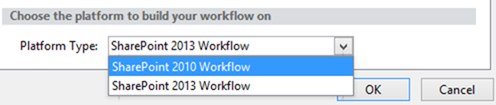 Choose the platform to build your workflow on
Platform Type: SharePoint 2013 Workflow
SharePoint 2010 Workflow
SharePoint 2013 Workflow
OK Cancel